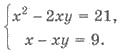 x² − 2xy = 21,
x − xy = 9.